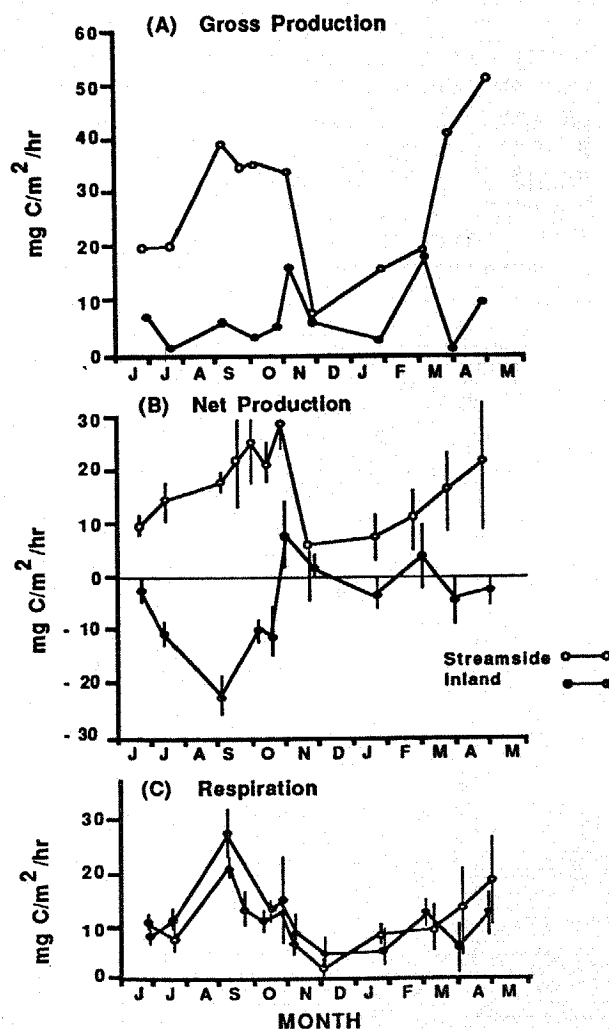 (A) Gross Production
60
50
40
30
20
10
0
mg C/m²/hr
J J A S O N D J F M A M
(B) Net Production
30
20
10
0
- 10
- 20
- 30
mg C/m²/hr
Streamside
Inland
J J A S O N D J F M A M
(C) Respiration
30
20
10
0
mg C/m²/hr
J J A S O N D J F M A M
MONTH